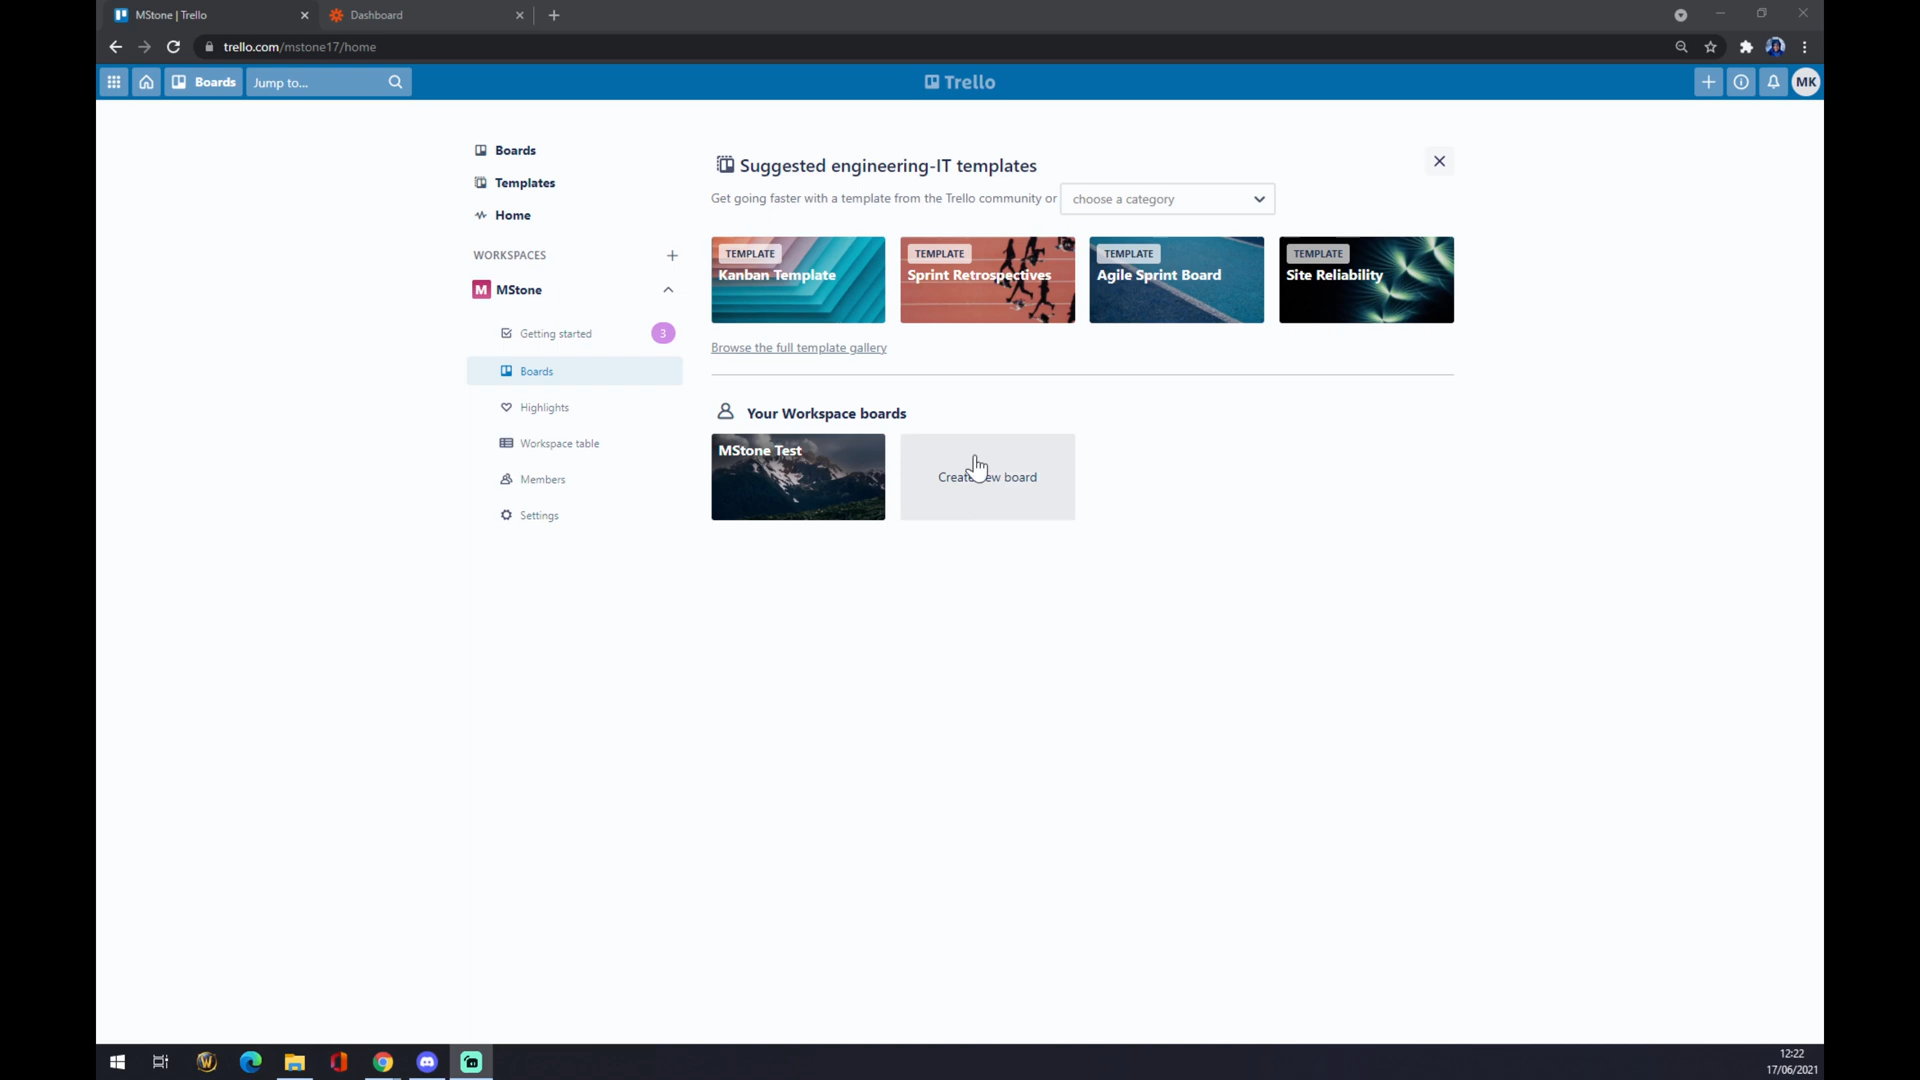 MStone | Trello
Dashboard
trello.com/mstone17/home
Boards
Jump to...
Trello
MK
Boards
Templates
Home
WORKSPACES
M MStone
Getting started
3
Boards
Highlights
Workspace table
Members
Settings
Suggested engineering-IT templates
Get going faster with a template from the Trello community or
choose a category
TEMPLATE
Kanban Template
TEMPLATE
Sprint Retrospectives
TEMPLATE
Agile Sprint Board
TEMPLATE
Site Reliability
Browse the full template gallery
Your Workspace boards
MStone Test
Create ew board
12:22
17/06/2021